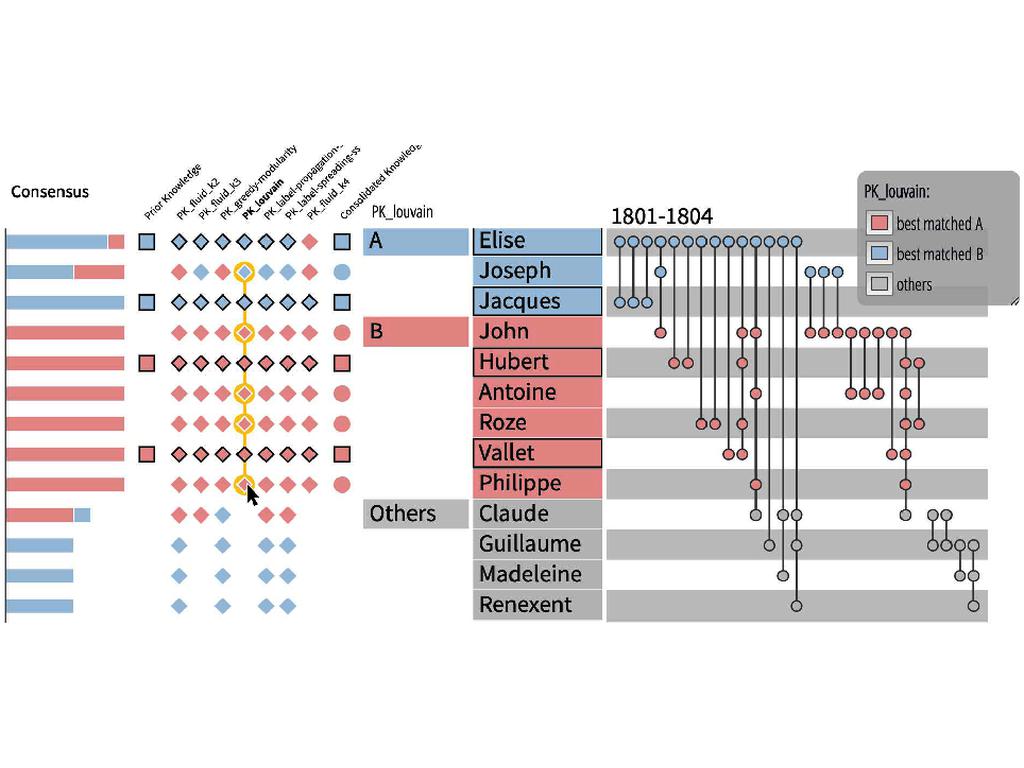 Consensus
Prior Knowledge
PK_fluid_k2
PK_fluid_k3
PK_greedy-modularity
PK_louvain
PK_label-propagation-
PK_label-spreading-ss
PK_fluid_k4
Consolidated Knowledg
PK_louvain
1801-1804
PK_louvain:
best matched A
best matched B
others
A
Elise
Joseph
Jacques
B
John
Hubert
Antoine
Roze
Vallet
Philippe
Others
Claude
Guillaume
Madeleine
Renexent